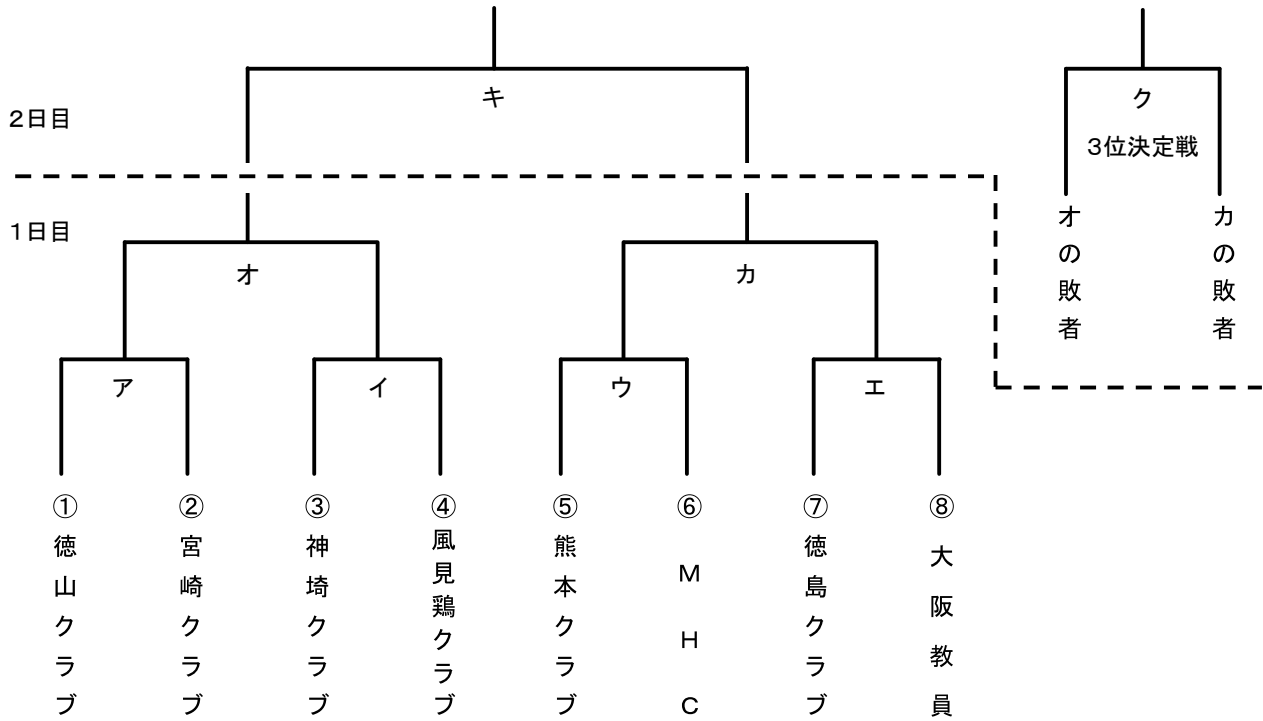 キ
ク
2日目
3位決定戦
1日目
オの敗者
カの敗者
オ
カ
ア
イ
ウ
エ
①徳山クラブ
②宮崎クラブ
③神埼クラブ
④風見鶏クラブ
⑤熊本クラブ
⑥MHC
⑦徳島クラブ
⑧大阪教員